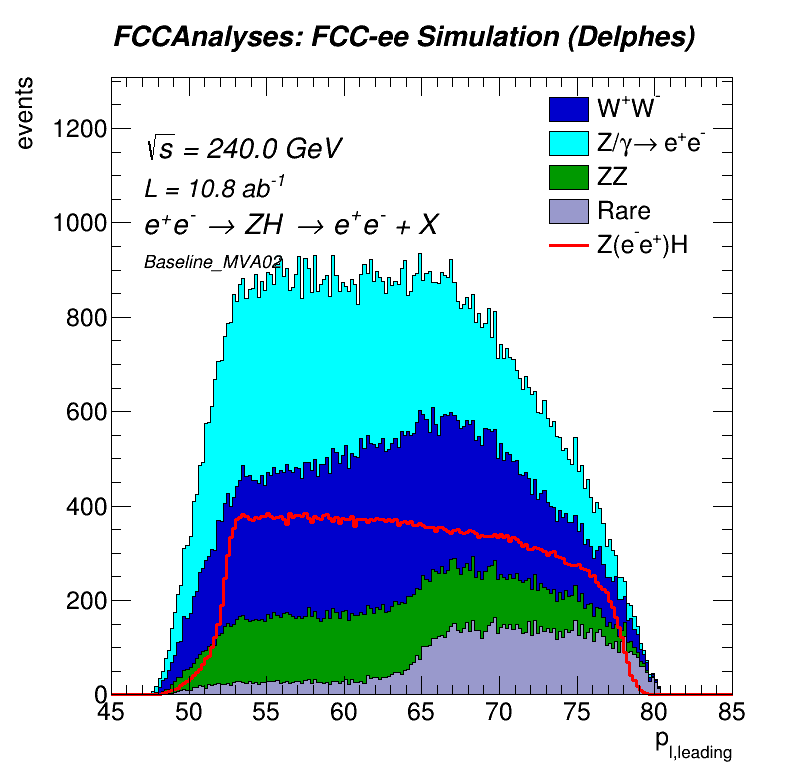 FCCAnalyses: FCC-ee Simulation (Delphes)
events
√s = 240.0 GeV
L = 10.8 ab⁻¹
e⁺e⁻ → ZH → e⁺e⁻ + X
Baseline_MVA02
W⁺W⁻
Z/γ→ e⁺e⁻
ZZ
Rare
Z(e⁻e⁺)H
1200
1000
800
600
400
200
0
45 50 55 60 65 70 75 80 85
p_l,leading